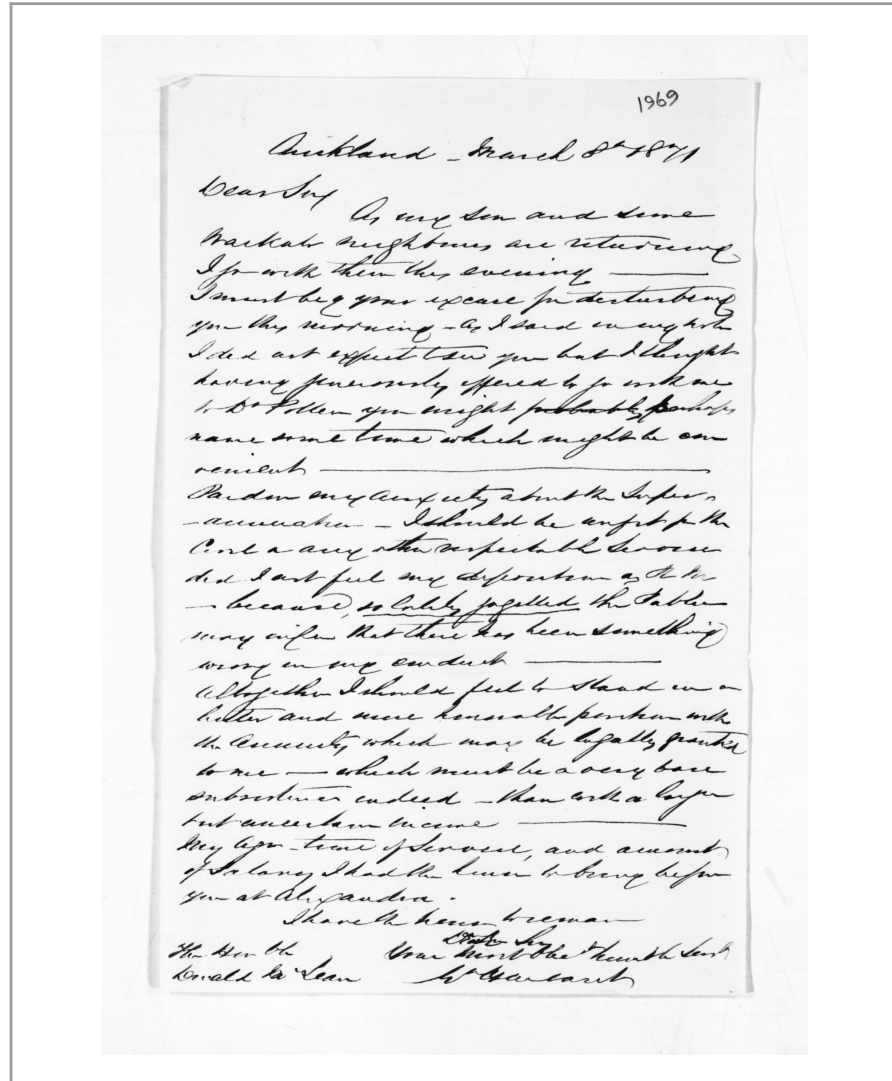 1969
Auckland - March 8th 1871
Dear Sir
As my son and some
Waikato neighbours are returning
I go with them this evening —
I must beg your excuse for disturbing
you this morning - as I said in my note
I did not expect to see you but I thought
having generously offered to go with me
to Dr Pollen you might probably perhaps
name some time which might be con
venient —
Pardon my anxiety about the Super-
-annuation - I should be unfit for the
Civil or any other respectable Service
did I not feel my deposition as R M
- because, so lately gazetted, the Public
may infer that there has been something
wrong in my conduct —
Altogether I should feel to stand in a
better and more honorable position with
the annuity which may be legally granted
to me — which must be a very bare
subsistence indeed - than with a larger
but uncertain income —
My Age - time of Service, and amount
of Salary I had the honor to bring before
you at Alexandra.
I have the honor to remain
Dear Sir
Your most obedt humble Servt
The Honble
Donald McLean
Wm Harsant